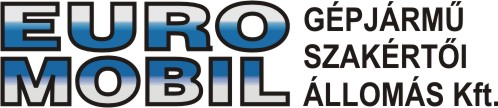 EURO
MOBIL
GÉPJÁRMŰ
SZAKÉRTŐI
ÁLLOMÁS Kft.